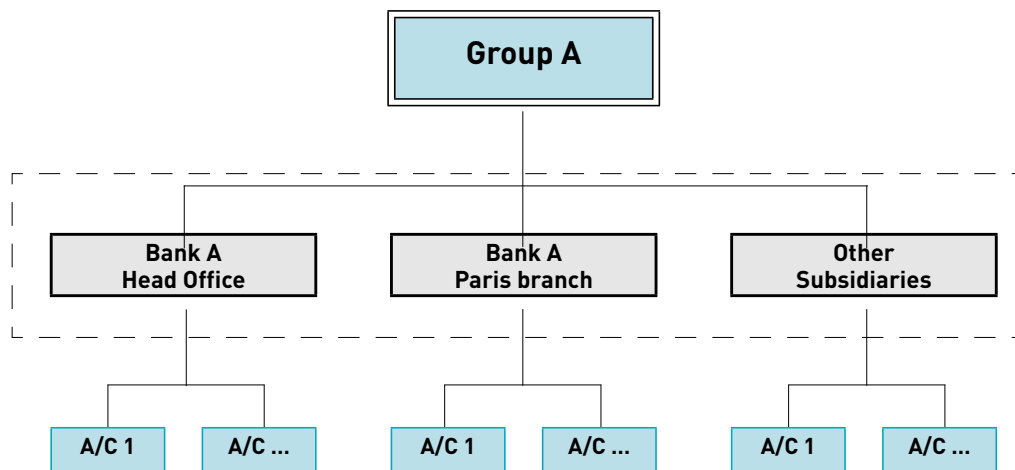 Group A
Bank A
Head Office
Bank A
Paris branch
Other
Subsidiaries
A/C 1
A/C ...
A/C 1
A/C ...
A/C 1
A/C ...